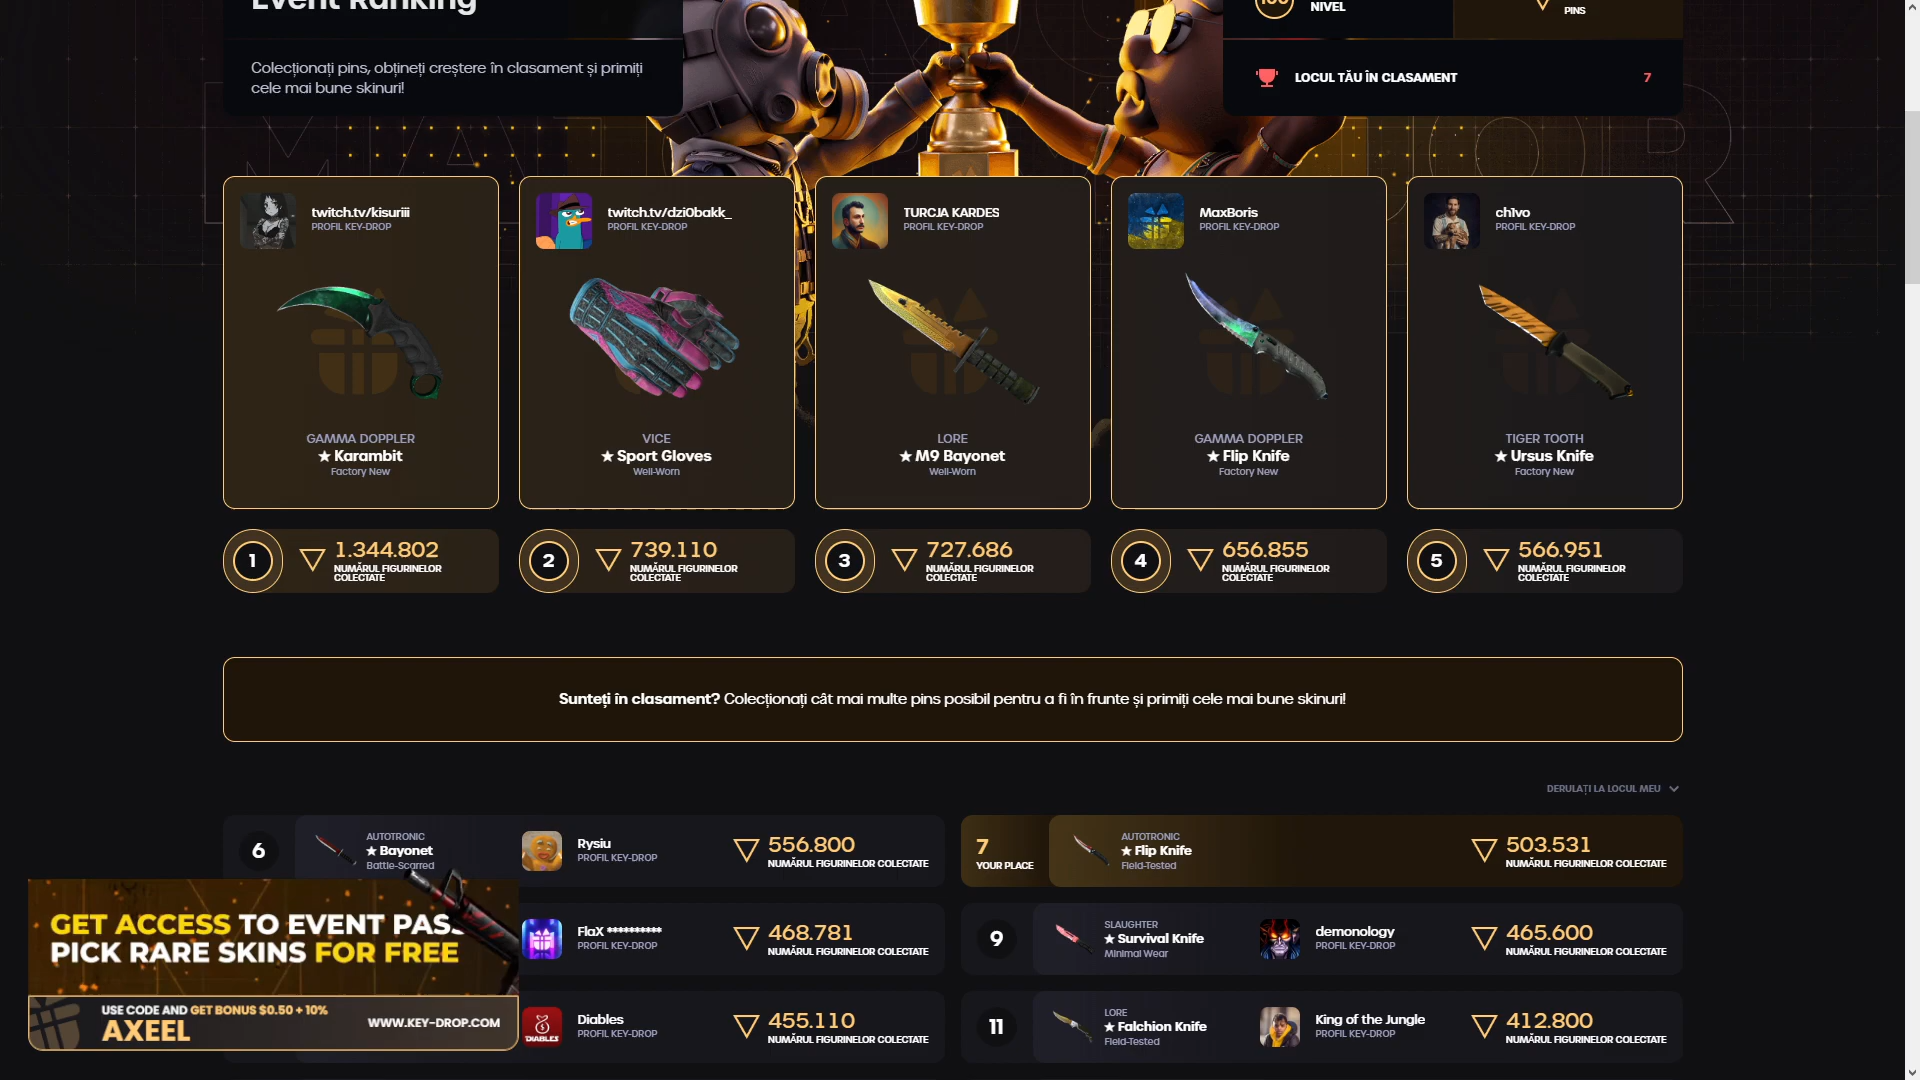 Event Ranking
Colecționați pins, obțineți creștere în clasament și primiți
cele mai bune skinuri!
NIVEL
PINS
LOCUL TĂU ÎN CLASAMENT
7
twitch.tv/kisuriii
PROFIL KEY-DROP
GAMMA DOPPLER
★ Karambit
Factory New
twitch.tv/dzi0bakk_
PROFIL KEY-DROP
VICE
★ Sport Gloves
Well-Worn
TURCJA KARDES
PROFIL KEY-DROP
LORE
★ M9 Bayonet
Well-Worn
MaxBoris
PROFIL KEY-DROP
GAMMA DOPPLER
★ Flip Knife
Factory New
ch1vo
PROFIL KEY-DROP
TIGER TOOTH
★ Ursus Knife
Factory New
1
1.344.802
NUMĂRUL FIGURINELOR
COLECTATE
2
739.110
NUMĂRUL FIGURINELOR
COLECTATE
3
727.686
NUMĂRUL FIGURINELOR
COLECTATE
4
656.855
NUMĂRUL FIGURINELOR
COLECTATE
5
566.951
NUMĂRUL FIGURINELOR
COLECTATE
Sunteți în clasament? Colecționați cât mai multe pins posibil pentru a fi în frunte și primiți cele mai bune skinuri!
DERULAȚI LA LOCUL MEU
6
AUTOTRONIC
★ Bayonet
Battle-Scarred
Rysiu
PROFIL KEY-DROP
556.800
NUMĂRUL FIGURINELOR COLECTATE
7
YOUR PLACE
AUTOTRONIC
★ Flip Knife
Field-Tested
503.531
NUMĂRUL FIGURINELOR COLECTATE
FlaX **********
PROFIL KEY-DROP
468.781
NUMĂRUL FIGURINELOR COLECTATE
9
SLAUGHTER
★ Survival Knife
Minimal Wear
demonology
PROFIL KEY-DROP
465.600
NUMĂRUL FIGURINELOR COLECTATE
DIABLES
Diables
PROFIL KEY-DROP
455.110
NUMĂRUL FIGURINELOR COLECTATE
11
LORE
★ Falchion Knife
Field-Tested
King of the Jungle
PROFIL KEY-DROP
412.800
NUMĂRUL FIGURINELOR COLECTATE
GET ACCESS TO EVENT PASS
PICK RARE SKINS FOR FREE
USE CODE AND GET BONUS $0.50 + 10%
AXEEL
WWW.KEY-DROP.COM